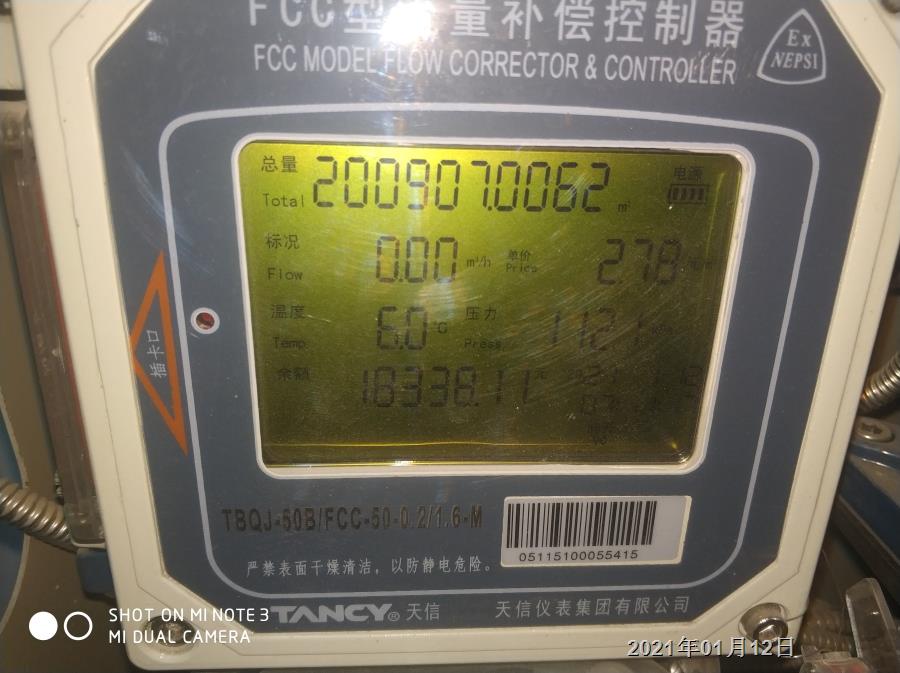 FCC型流量补偿控制器
FCC MODEL FLOW CORRECTOR & CONTROLLER
Ex
NEPSI
总量
Total 2009070.0062 m³
电源
标况
Flow 0.00 m³/h
单价
Price 2.78
温度
Temp 6.0 °C
压力
Press 112.1 kPa
余额 18338.11 元
插卡口
TBQJ-50B/FCC-50-0.2/1.6-M
05115100055415
严禁表面干燥清洁，以防静电危险。
TANCY® 天信
天信仪表集团有限公司
SHOT ON MI NOTE 3
MI DUAL CAMERA
2021年01月12日